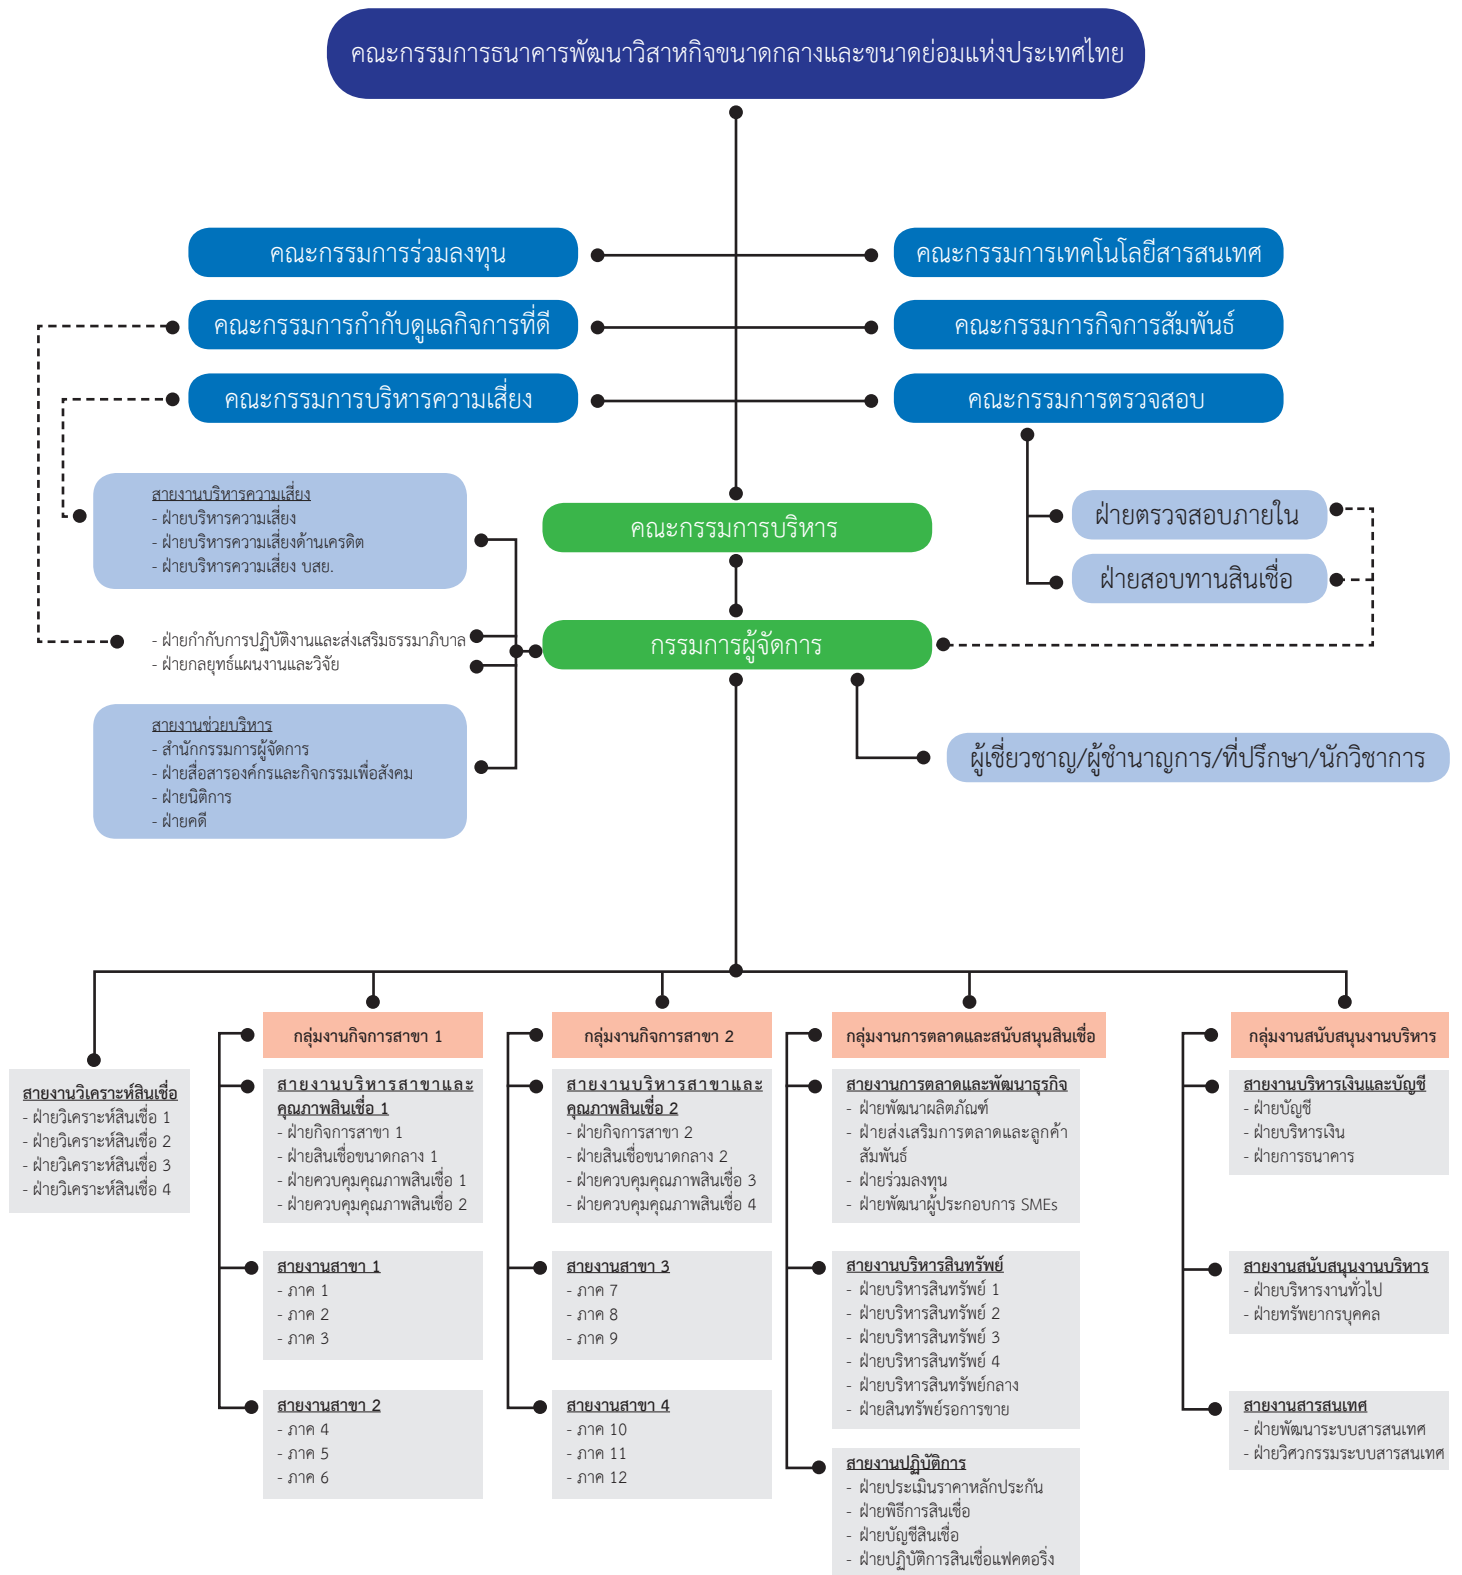 คณะกรรมการธนาคารพัฒนาวิสาหกิจขนาดกลางและขนาดย่อมแห่งประเทศไทย
คณะกรรมการร่วมลงทุน
คณะกรรมการเทคโนโลยีสารสนเทศ
คณะกรรมการกำกับดูแลกิจการที่ดี
คณะกรรมการกิจการสัมพันธ์
คณะกรรมการบริหารความเสี่ยง
คณะกรรมการตรวจสอบ
สายงานบริหารความเสี่ยง
- ฝ่ายบริหารความเสี่ยง
- ฝ่ายบริหารความเสี่ยงด้านเครดิต
- ฝ่ายบริหารความเสี่ยง บสย.
คณะกรรมการบริหาร
ฝ่ายตรวจสอบภายใน
ฝ่ายสอบทานสินเชื่อ
- ฝ่ายกำกับการปฏิบัติงานและส่งเสริมธรรมาภิบาล
- ฝ่ายกลยุทธ์แผนงานและวิจัย
กรรมการผู้จัดการ
สายงานช่วยบริหาร
- สำนักกรรมการผู้จัดการ
- ฝ่ายสื่อสารองค์กรและกิจกรรมเพื่อสังคม
- ฝ่ายนิติการ
- ฝ่ายคดี
ผู้เชี่ยวชาญ/ผู้ชำนาญการ/ที่ปรึกษา/นักวิชาการ
สายงานวิเคราะห์สินเชื่อ
- ฝ่ายวิเคราะห์สินเชื่อ 1
- ฝ่ายวิเคราะห์สินเชื่อ 2
- ฝ่ายวิเคราะห์สินเชื่อ 3
- ฝ่ายวิเคราะห์สินเชื่อ 4
กลุ่มงานกิจการสาขา 1
สายงานบริหารสาขาและ
คุณภาพสินเชื่อ 1
- ฝ่ายกิจการสาขา 1
- ฝ่ายสินเชื่อขนาดกลาง 1
- ฝ่ายควบคุมคุณภาพสินเชื่อ 1
- ฝ่ายควบคุมคุณภาพสินเชื่อ 2
สายงานสาขา 1
- ภาค 1
- ภาค 2
- ภาค 3
สายงานสาขา 2
- ภาค 4
- ภาค 5
- ภาค 6
กลุ่มงานกิจการสาขา 2
สายงานบริหารสาขาและ
คุณภาพสินเชื่อ 2
- ฝ่ายกิจการสาขา 2
- ฝ่ายสินเชื่อขนาดกลาง 2
- ฝ่ายควบคุมคุณภาพสินเชื่อ 3
- ฝ่ายควบคุมคุณภาพสินเชื่อ 4
สายงานสาขา 3
- ภาค 7
- ภาค 8
- ภาค 9
สายงานสาขา 4
- ภาค 10
- ภาค 11
- ภาค 12
กลุ่มงานการตลาดและสนับสนุนสินเชื่อ
สายงานการตลาดและพัฒนาธุรกิจ
- ฝ่ายพัฒนาผลิตภัณฑ์
- ฝ่ายส่งเสริมการตลาดและลูกค้า
สัมพันธ์
- ฝ่ายร่วมลงทุน
- ฝ่ายพัฒนาผู้ประกอบการ SMEs
สายงานบริหารสินทรัพย์
- ฝ่ายบริหารสินทรัพย์ 1
- ฝ่ายบริหารสินทรัพย์ 2
- ฝ่ายบริหารสินทรัพย์ 3
- ฝ่ายบริหารสินทรัพย์ 4
- ฝ่ายบริหารสินทรัพย์กลาง
- ฝ่ายสินทรัพย์รอการขาย
สายงานปฏิบัติการ
- ฝ่ายประเมินราคาหลักประกัน
- ฝ่ายพิธีการสินเชื่อ
- ฝ่ายบัญชีสินเชื่อ
- ฝ่ายปฏิบัติการสินเชื่อแฟคตอริ่ง
กลุ่มงานสนับสนุนงานบริหาร
สายงานบริหารเงินและบัญชี
- ฝ่ายบัญชี
- ฝ่ายบริหารเงิน
- ฝ่ายการธนาคาร
สายงานสนับสนุนงานบริหาร
- ฝ่ายบริหารงานทั่วไป
- ฝ่ายทรัพยากรบุคคล
สายงานสารสนเทศ
- ฝ่ายพัฒนาระบบสารสนเทศ
- ฝ่ายวิศวกรรมระบบสารสนเทศ